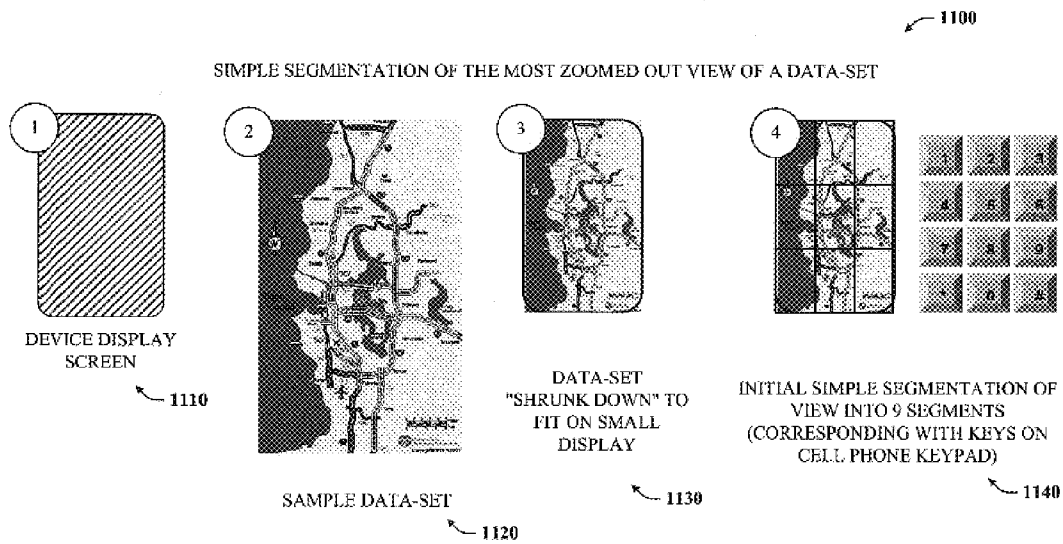 1100
SIMPLE SEGMENTATION OF THE MOST ZOOMED OUT VIEW OF A DATA-SET
1
2
3
4
1 2 3
4 5 6
7 8 9
DEVICE DISPLAY
SCREEN
1110
SAMPLE DATA-SET
1120
DATA-SET
"SHRUNK DOWN" TO
FIT ON SMALL
DISPLAY
1130
INITIAL SIMPLE SEGMENTATION OF
VIEW INTO 9 SEGMENTS
(CORRESPONDING WITH KEYS ON
CELL PHONE KEYPAD)
1140